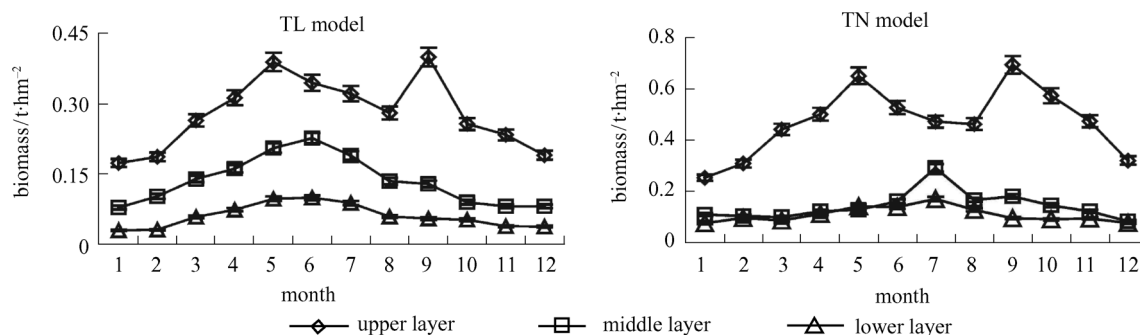 TL model
0.45
0.30
0.15
0
biomass/t·hm⁻²
1 2 3 4 5 6 7 8 9 10 11 12
month
TN model
0.8
0.6
0.4
0.2
0
biomass/t·hm⁻²
1 2 3 4 5 6 7 8 9 10 11 12
month
upper layer middle layer lower layer